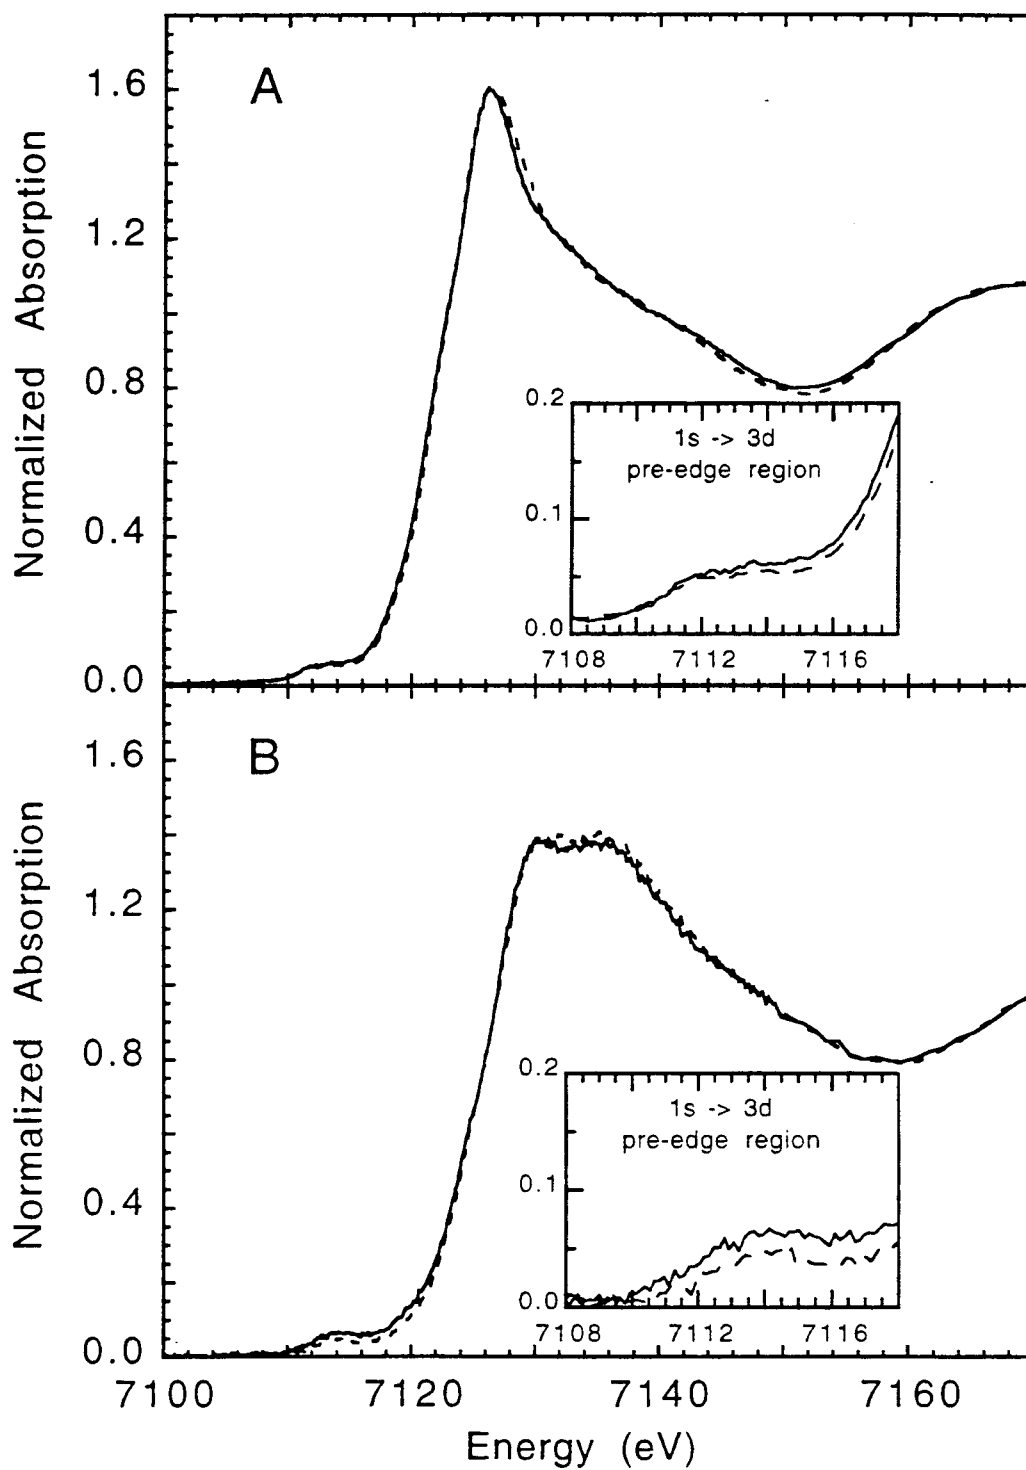 A
Normalized Absorption
1.6
1.2
0.8
0.4
0.0
0.2
0.1
0.0
1s -> 3d
pre-edge region
7108 7112 7116
B
Normalized Absorption
1.6
1.2
0.8
0.4
0.0
0.2
0.1
0.0
1s -> 3d
pre-edge region
7108 7112 7116
7100 7120 7140 7160
Energy (eV)